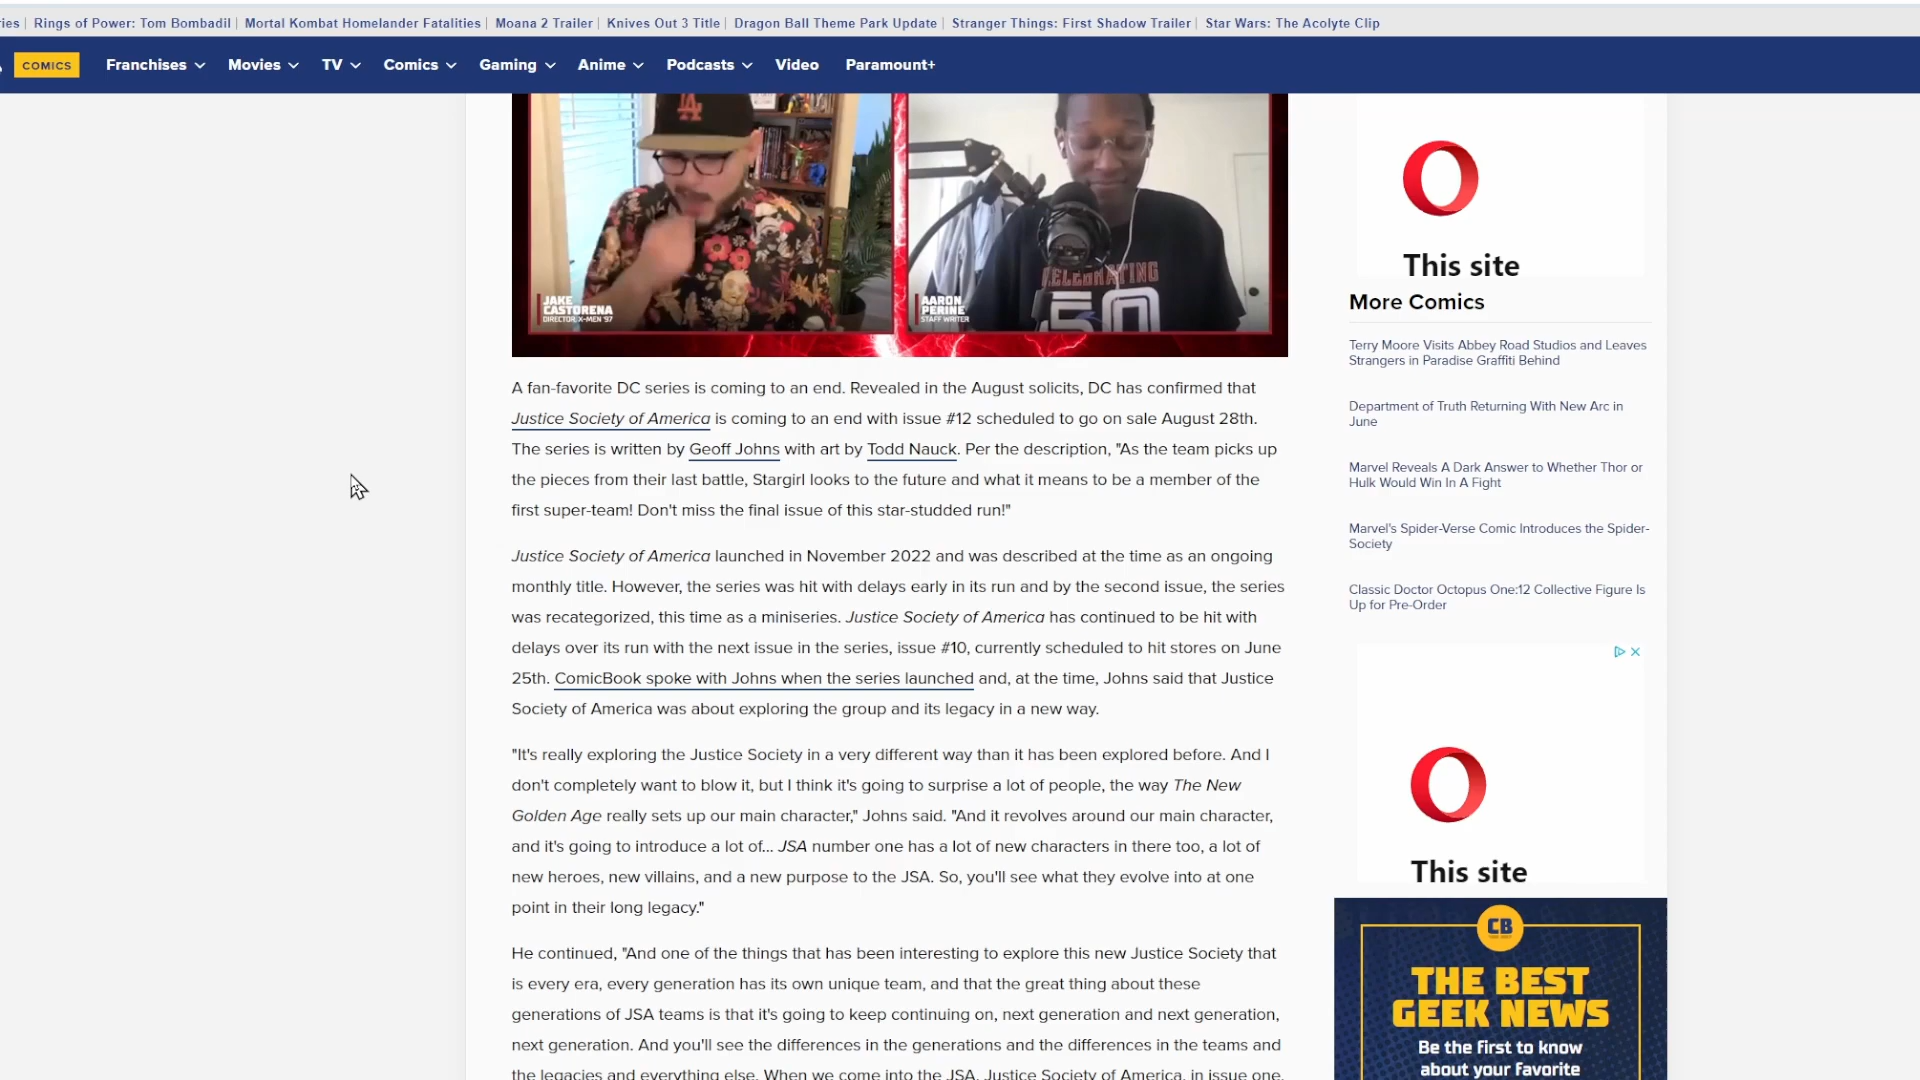 ies | Rings of Power: Tom Bombadil | Mortal Kombat Homelander Fatalities | Moana 2 Trailer | Knives Out 3 Title | Dragon Ball Theme Park Update | Stranger Things: First Shadow Trailer | Star Wars: The Acolyte Clip
COMICS Franchises Movies TV Comics Gaming Anime Podcasts Video Paramount+
LA
CELEBRATING
50
JAKE
CASTORENA
DIRECTOR, X-MEN '97
AARON
PERINE
STAFF WRITER
A fan-favorite DC series is coming to an end. Revealed in the August solicits, DC has confirmed that
Justice Society of America is coming to an end with issue #12 scheduled to go on sale August 28th.
The series is written by Geoff Johns with art by Todd Nauck. Per the description, "As the team picks up
the pieces from their last battle, Stargirl looks to the future and what it means to be a member of the
first super-team! Don't miss the final issue of this star-studded run!"
Justice Society of America launched in November 2022 and was described at the time as an ongoing
monthly title. However, the series was hit with delays early in its run and by the second issue, the series
was recategorized, this time as a miniseries. Justice Society of America has continued to be hit with
delays over its run with the next issue in the series, issue #10, currently scheduled to hit stores on June
25th. ComicBook spoke with Johns when the series launched and, at the time, Johns said that Justice
Society of America was about exploring the group and its legacy in a new way.
"It's really exploring the Justice Society in a very different way than it has been explored before. And I
don't completely want to blow it, but I think it's going to surprise a lot of people, the way The New
Golden Age really sets up our main character," Johns said. "And it revolves around our main character,
and it's going to introduce a lot of... JSA number one has a lot of new characters in there too, a lot of
new heroes, new villains, and a new purpose to the JSA. So, you'll see what they evolve into at one
point in their long legacy."
He continued, "And one of the things that has been interesting to explore this new Justice Society that
is every era, every generation has its own unique team, and that the great thing about these
generations of JSA teams is that it's going to keep continuing on, next generation and next generation,
next generation. And you'll see the differences in the generations and the differences in the teams and
the legacies and everything else. When we come into the JSA, Justice Society of America, in issue one,
This site
More Comics
Terry Moore Visits Abbey Road Studios and Leaves
Strangers in Paradise Graffiti Behind
Department of Truth Returning With New Arc in
June
Marvel Reveals A Dark Answer to Whether Thor or
Hulk Would Win In A Fight
Marvel's Spider-Verse Comic Introduces the Spider-
Society
Classic Doctor Octopus One:12 Collective Figure Is
Up for Pre-Order
This site
CB
THE BEST
GEEK NEWS
Be the first to know
about your favorite